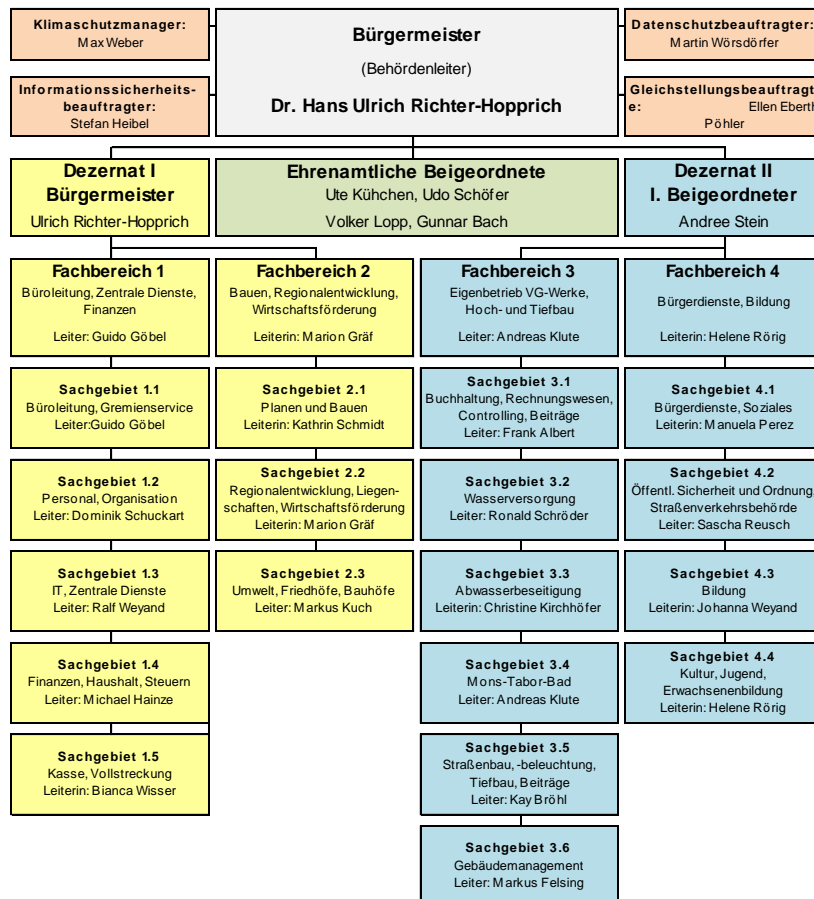 Klimaschutzmanager:
Max Weber
Informationssicherheits-
beauftragter:
Stefan Heibel
Bürgermeister
(Behördenleiter)
Dr. Hans Ulrich Richter-Hopprich
Datenschutzbeauftragter:
Martin Wörsdörfer
Gleichstellungsbeauftragt
e: Ellen Eberth
Pöhler
Dezernat I
Bürgermeister
Ulrich Richter-Hopprich
Ehrenamtliche Beigeordnete
Ute Kühchen, Udo Schöfer
Volker Lopp, Gunnar Bach
Dezernat II
I. Beigeordneter
Andree Stein
Fachbereich 1
Büroleitung, Zentrale Dienste,
Finanzen
Leiter: Guido Göbel
Fachbereich 2
Bauen, Regionalentwicklung,
Wirtschaftsförderung
Leiterin: Marion Gräf
Fachbereich 3
Eigenbetrieb VG-Werke,
Hoch- und Tiefbau
Leiter: Andreas Klute
Fachbereich 4
Bürgerdienste, Bildung
Leiterin: Helene Rörig
Sachgebiet 1.1
Büroleitung, Gremienservice
Leiter:Guido Göbel
Sachgebiet 2.1
Planen und Bauen
Leiterin: Kathrin Schmidt
Sachgebiet 3.1
Buchhaltung, Rechnungswesen,
Controlling, Beiträge
Leiter: Frank Albert
Sachgebiet 4.1
Bürgerdienste, Soziales
Leiterin: Manuela Perez
Sachgebiet 1.2
Personal, Organisation
Leiter: Dominik Schuckart
Sachgebiet 2.2
Regionalentwicklung, Liegen-
schaften, Wirtschaftsförderung
Leiterin: Marion Gräf
Sachgebiet 3.2
Wasserversorgung
Leiter: Ronald Schröder
Sachgebiet 4.2
Öffentl. Sicherheit und Ordnung,
Straßenverkehrsbehörde
Leiter: Sascha Reusch
Sachgebiet 1.3
IT, Zentrale Dienste
Leiter: Ralf Weyand
Sachgebiet 2.3
Umwelt, Friedhöfe, Bauhöfe
Leiter: Markus Kuch
Sachgebiet 3.3
Abwasserbeseitigung
Leiterin: Christine Kirchhöfer
Sachgebiet 4.3
Bildung
Leiterin: Johanna Weyand
Sachgebiet 1.4
Finanzen, Haushalt, Steuern
Leiter: Michael Hainze
Sachgebiet 3.4
Mons-Tabor-Bad
Leiter: Andreas Klute
Sachgebiet 4.4
Kultur, Jugend,
Erwachsenenbildung
Leiterin: Helene Rörig
Sachgebiet 1.5
Kasse, Vollstreckung
Leiterin: Bianca Wisser
Sachgebiet 3.5
Straßenbau, -beleuchtung,
Tiefbau, Beiträge
Leiter: Kay Bröhl
Sachgebiet 3.6
Gebäudemanagement
Leiter: Markus Felsing